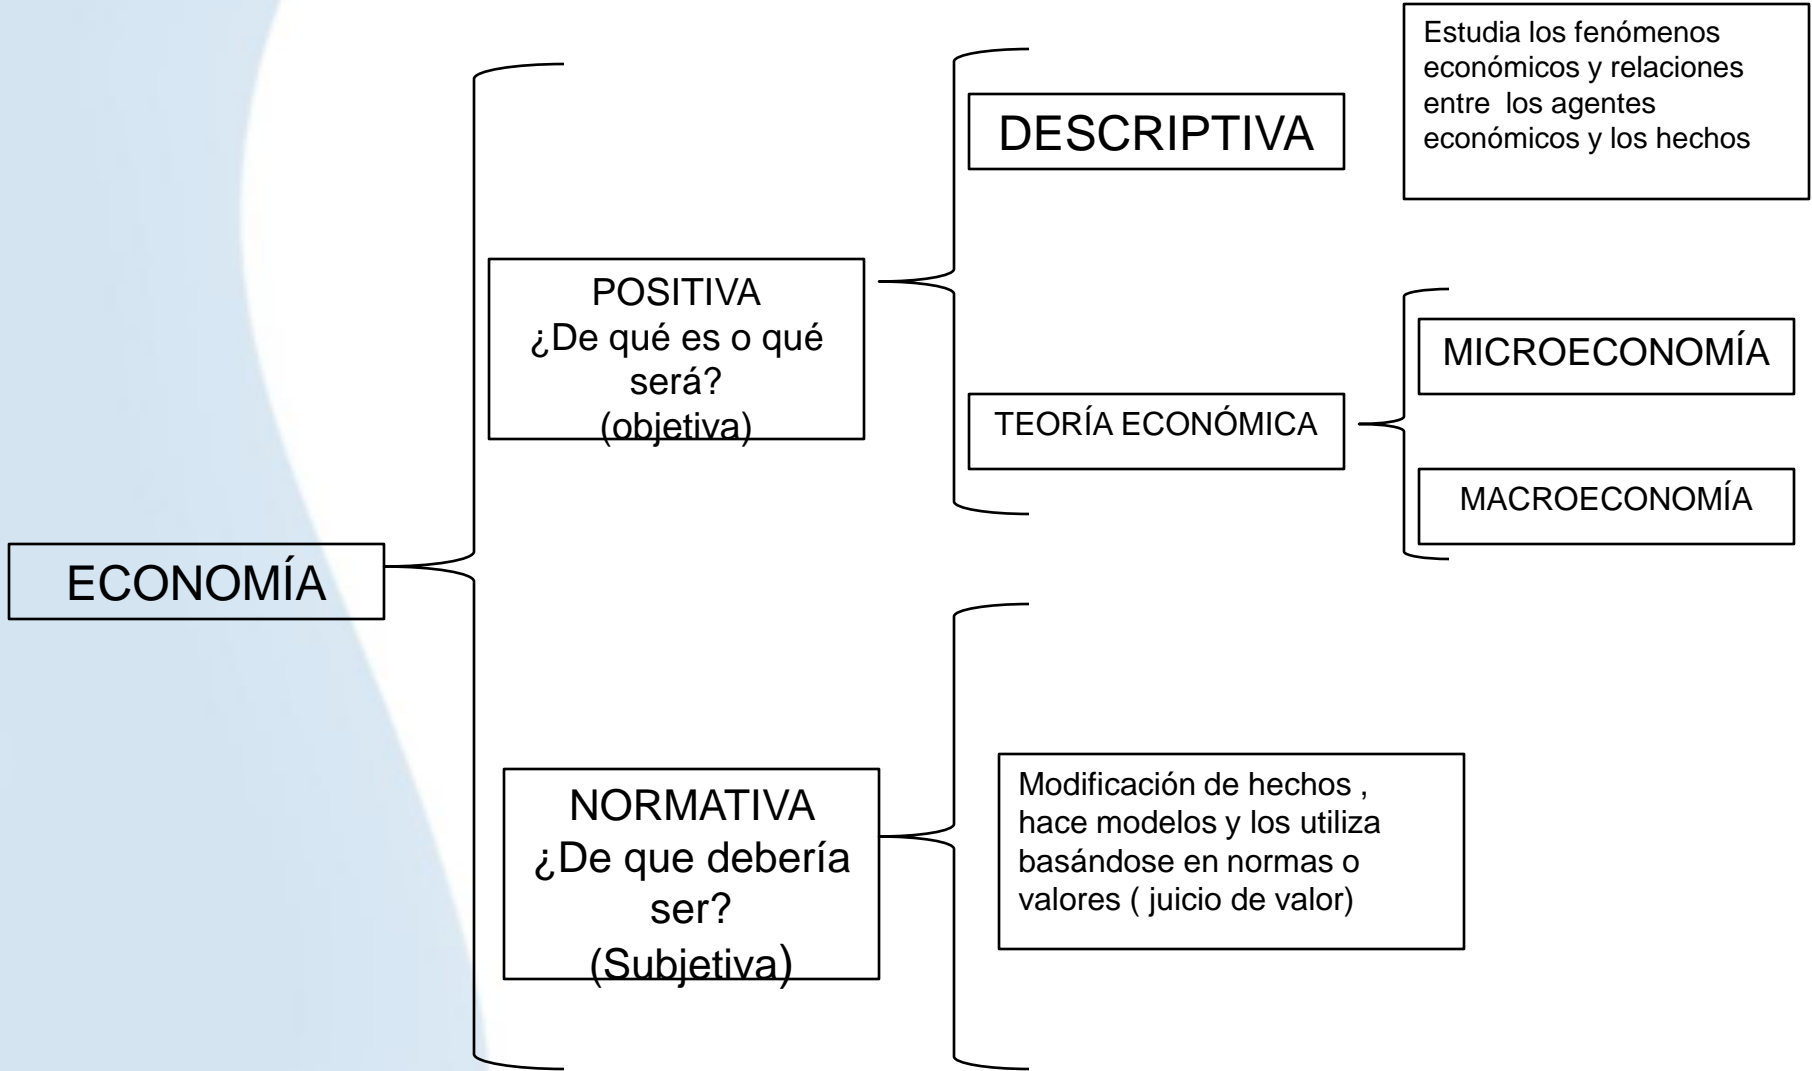 ECONOMÍA
POSITIVA
¿De qué es o qué
será?
(objetiva)
DESCRIPTIVA
Estudia los fenómenos
económicos y relaciones
entre los agentes
económicos y los hechos
TEORÍA ECONÓMICA
MICROECONOMÍA
MACROECONOMÍA
NORMATIVA
¿De que debería
ser?
(Subjetiva)
Modificación de hechos ,
hace modelos y los utiliza
basándose en normas o
valores ( juicio de valor)